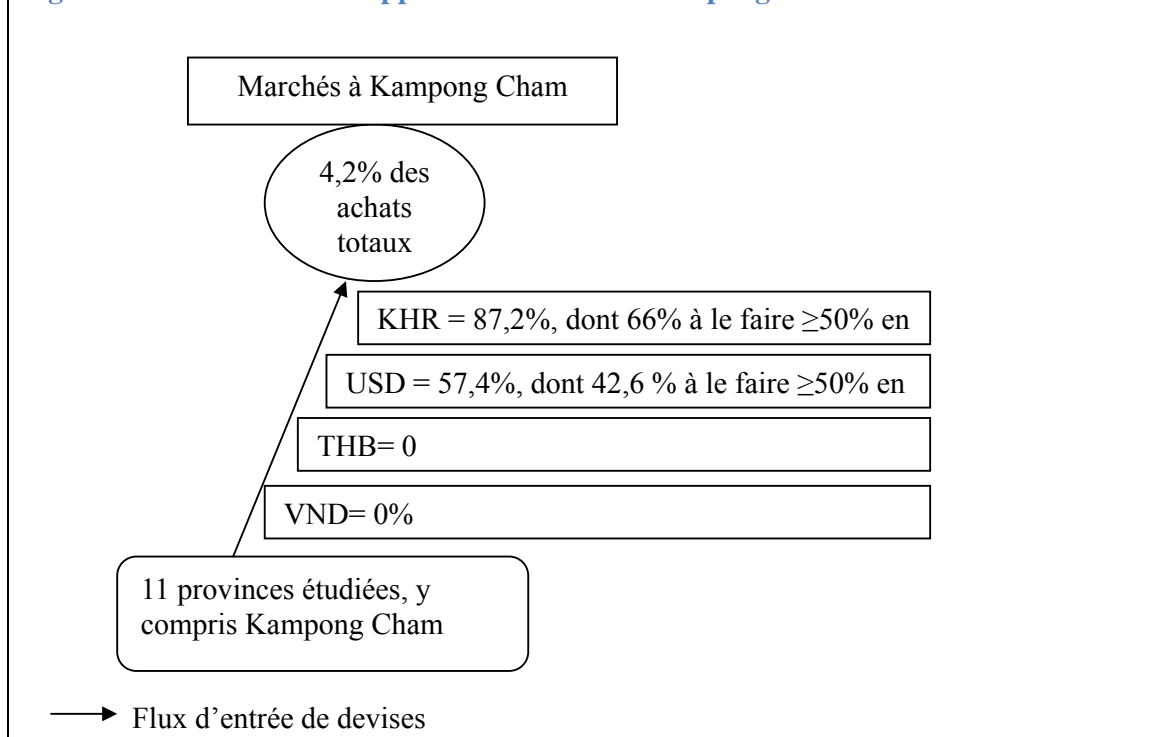 Marchés à Kampong Cham
4,2% des
achats
totaux
KHR = 87,2%, dont 66% à le faire ≥50% en
USD = 57,4%, dont 42,6 % à le faire ≥50% en
THB= 0
VND= 0%
11 provinces étudiées, y
compris Kampong Cham
Flux d’entrée de devises